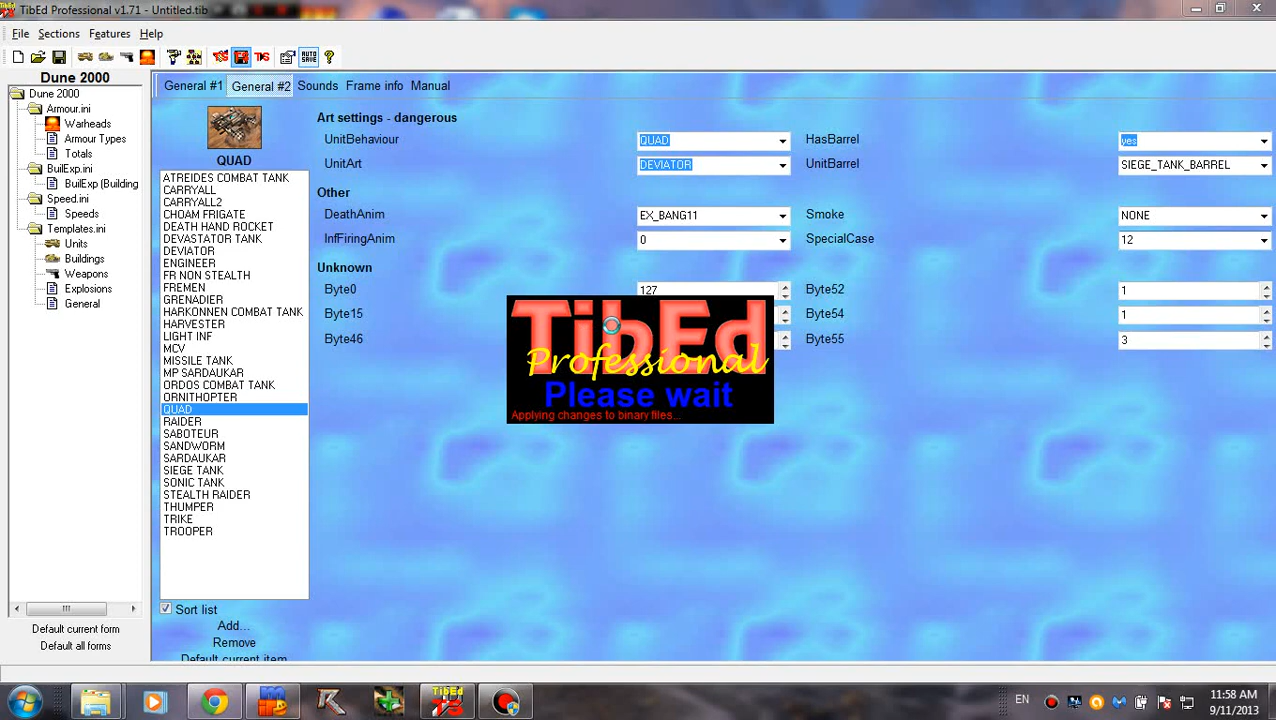 TibEd Professional v1.71 - Untitled.tib
File Sections Features Help
AUTO SAVE
Dune 2000
Dune 2000
Armour.ini
Warheads
Armour Types
Totals
BuilExp.ini
BuilExp (Building
Speed.ini
Speeds
Templates.ini
Units
Buildings
Weapons
Explosions
General
Default current form
Default all forms
General #1 General #2 Sounds Frame info Manual
QUAD
ATREIDES COMBAT TANK
CARRYALL
CARRYALL2
CHOAM FRIGATE
DEATH HAND ROCKET
DEVASTATOR TANK
DEVIATOR
ENGINEER
FR NON STEALTH
FREMEN
GRENADIER
HARKONNEN COMBAT TANK
HARVESTER
LIGHT INF
MCV
MISSILE TANK
MP SARDAUKAR
ORDOS COMBAT TANK
ORNITHOPTER
QUAD
RAIDER
SABOTEUR
SANDWORM
SARDAUKAR
SIEGE TANK
SONIC TANK
STEALTH RAIDER
THUMPER
TRIKE
TROOPER
Sort list
Add...
Remove
Default current item
Art settings - dangerous
UnitBehaviour QUAD HasBarrel yes
UnitArt DEVIATOR UnitBarrel SIEGE_TANK_BARREL
Other
DeathAnim EX_BANG11 Smoke NONE
InfFiringAnim 0 SpecialCase 12
Unknown
Byte0 127 Byte52 1
Byte15 Byte54 1
Byte46 Byte55 3
TibEd
Professional
Please wait
Applying changes to binary files...
TibEd
EN
11:58 AM
9/11/2013